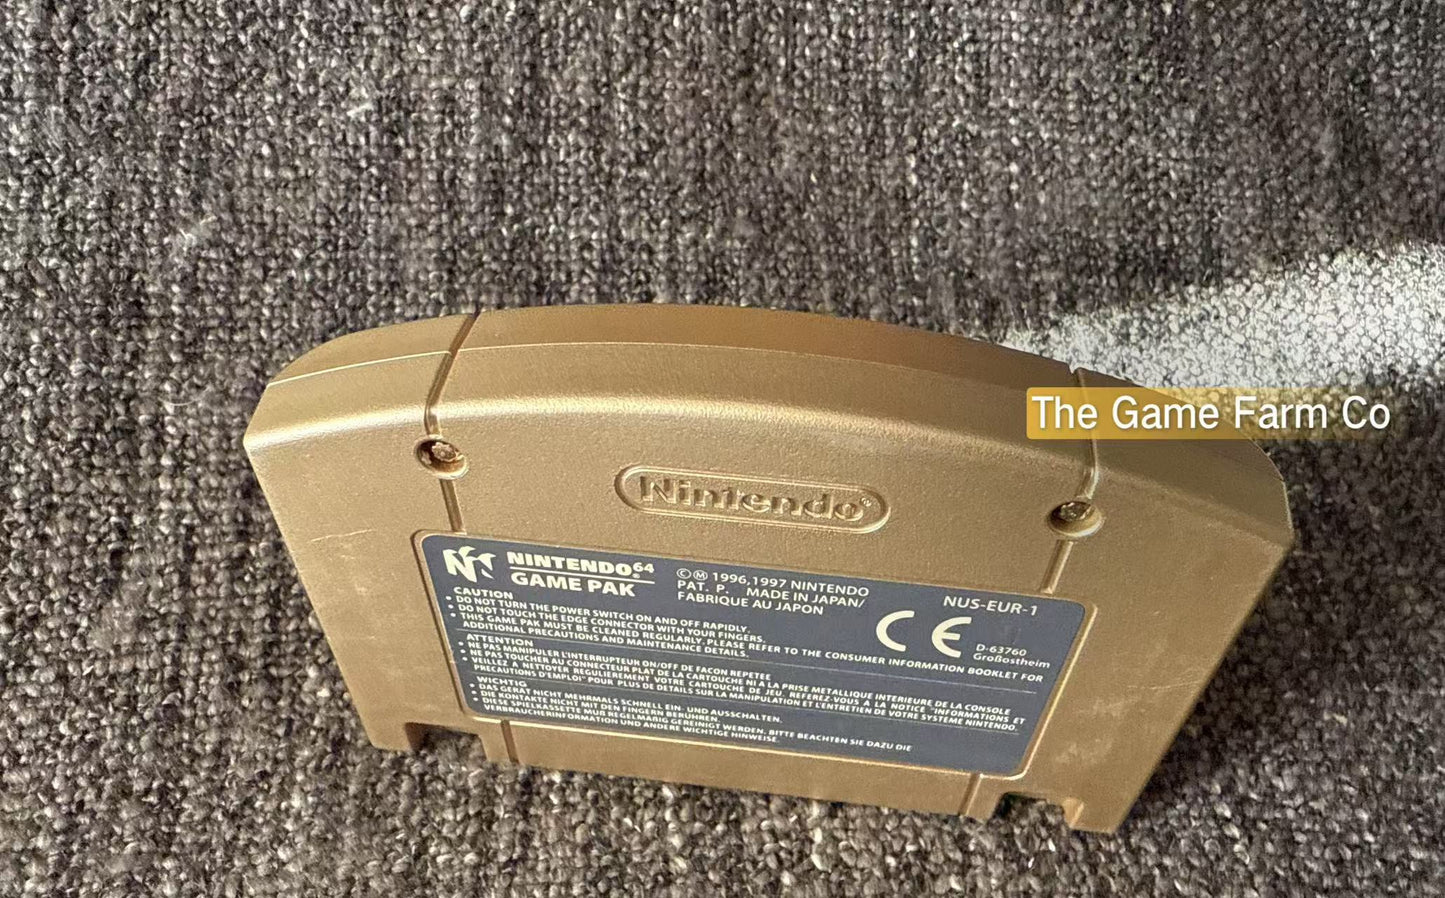 The Game Farm Co
Nintendo®
NINTENDO64
GAME PAK
©Ⓜ 1996,1997 NINTENDO
PAT. P. MADE IN JAPAN/
FABRIQUE AU JAPON
NUS-EUR-1
CE
D-63760
Großostheim
CAUTION
• DO NOT TURN THE POWER SWITCH ON AND OFF RAPIDLY.
• DO NOT TOUCH THE EDGE CONNECTOR WITH YOUR FINGERS.
• THIS GAME PAK MUST BE CLEANED REGULARLY. PLEASE REFER TO THE CONSUMER INFORMATION BOOKLET FOR
ADDITIONAL PRECAUTIONS AND MAINTENANCE DETAILS.
ATTENTION
• NE PAS MANIPULER L'INTERRUPTEUR ON/OFF DE FACON REPETEE
• NE PAS TOUCHER AU CONNECTEUR PLAT DE LA CARTOUCHE NI A LA PRISE METALLIQUE INTERIEURE DE LA CONSOLE
• VEILLEZ A NETOYER REGULIEREMENT VOTRE CARTOUCHE DE JEU. REFEREZ-VOUS A LA NOTICE "INFORMATIONS ET
PRECAUTIONS D'EMPLOI" POUR PLUS DE DETAILS SUR LA MANIPULATION ET L'ENTRETIEN DE VOTRE SYSTEME NINTENDO.
WICHTIG
• DAS GERÄT NICHT MEHRMALS SCHNELL EIN- UND AUSSCHALTEN.
• DIE KONTAKTE NICHT MIT DEN FINGERN BERÜHREN.
• DIESE SPIELKASSETTE MUß REGELMAßIG GEREINIGT WERDEN. BITTE BEACHTEN SIE DAZU DIE
VERBRAUCHERINFORMATION UND ANDERE WICHTIGE HINWEISE.